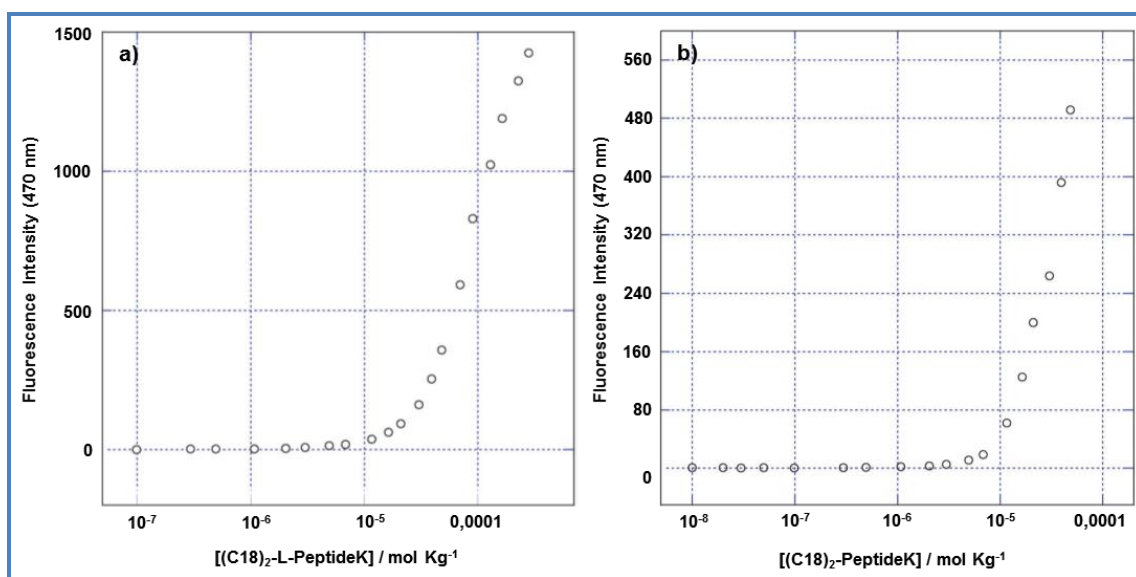 a)
Fluorescence Intensity (470 nm)
1500
1000
500
0
10⁻⁷ 10⁻⁶ 10⁻⁵ 0,0001
[(C18)₂-L-PeptideK] / mol Kg⁻¹
b)
Fluorescence Intensity (470 nm)
560
480
400
320
240
160
80
0
10⁻⁸ 10⁻⁷ 10⁻⁶ 10⁻⁵ 0,0001
[(C18)₂-PeptideK] / mol Kg⁻¹